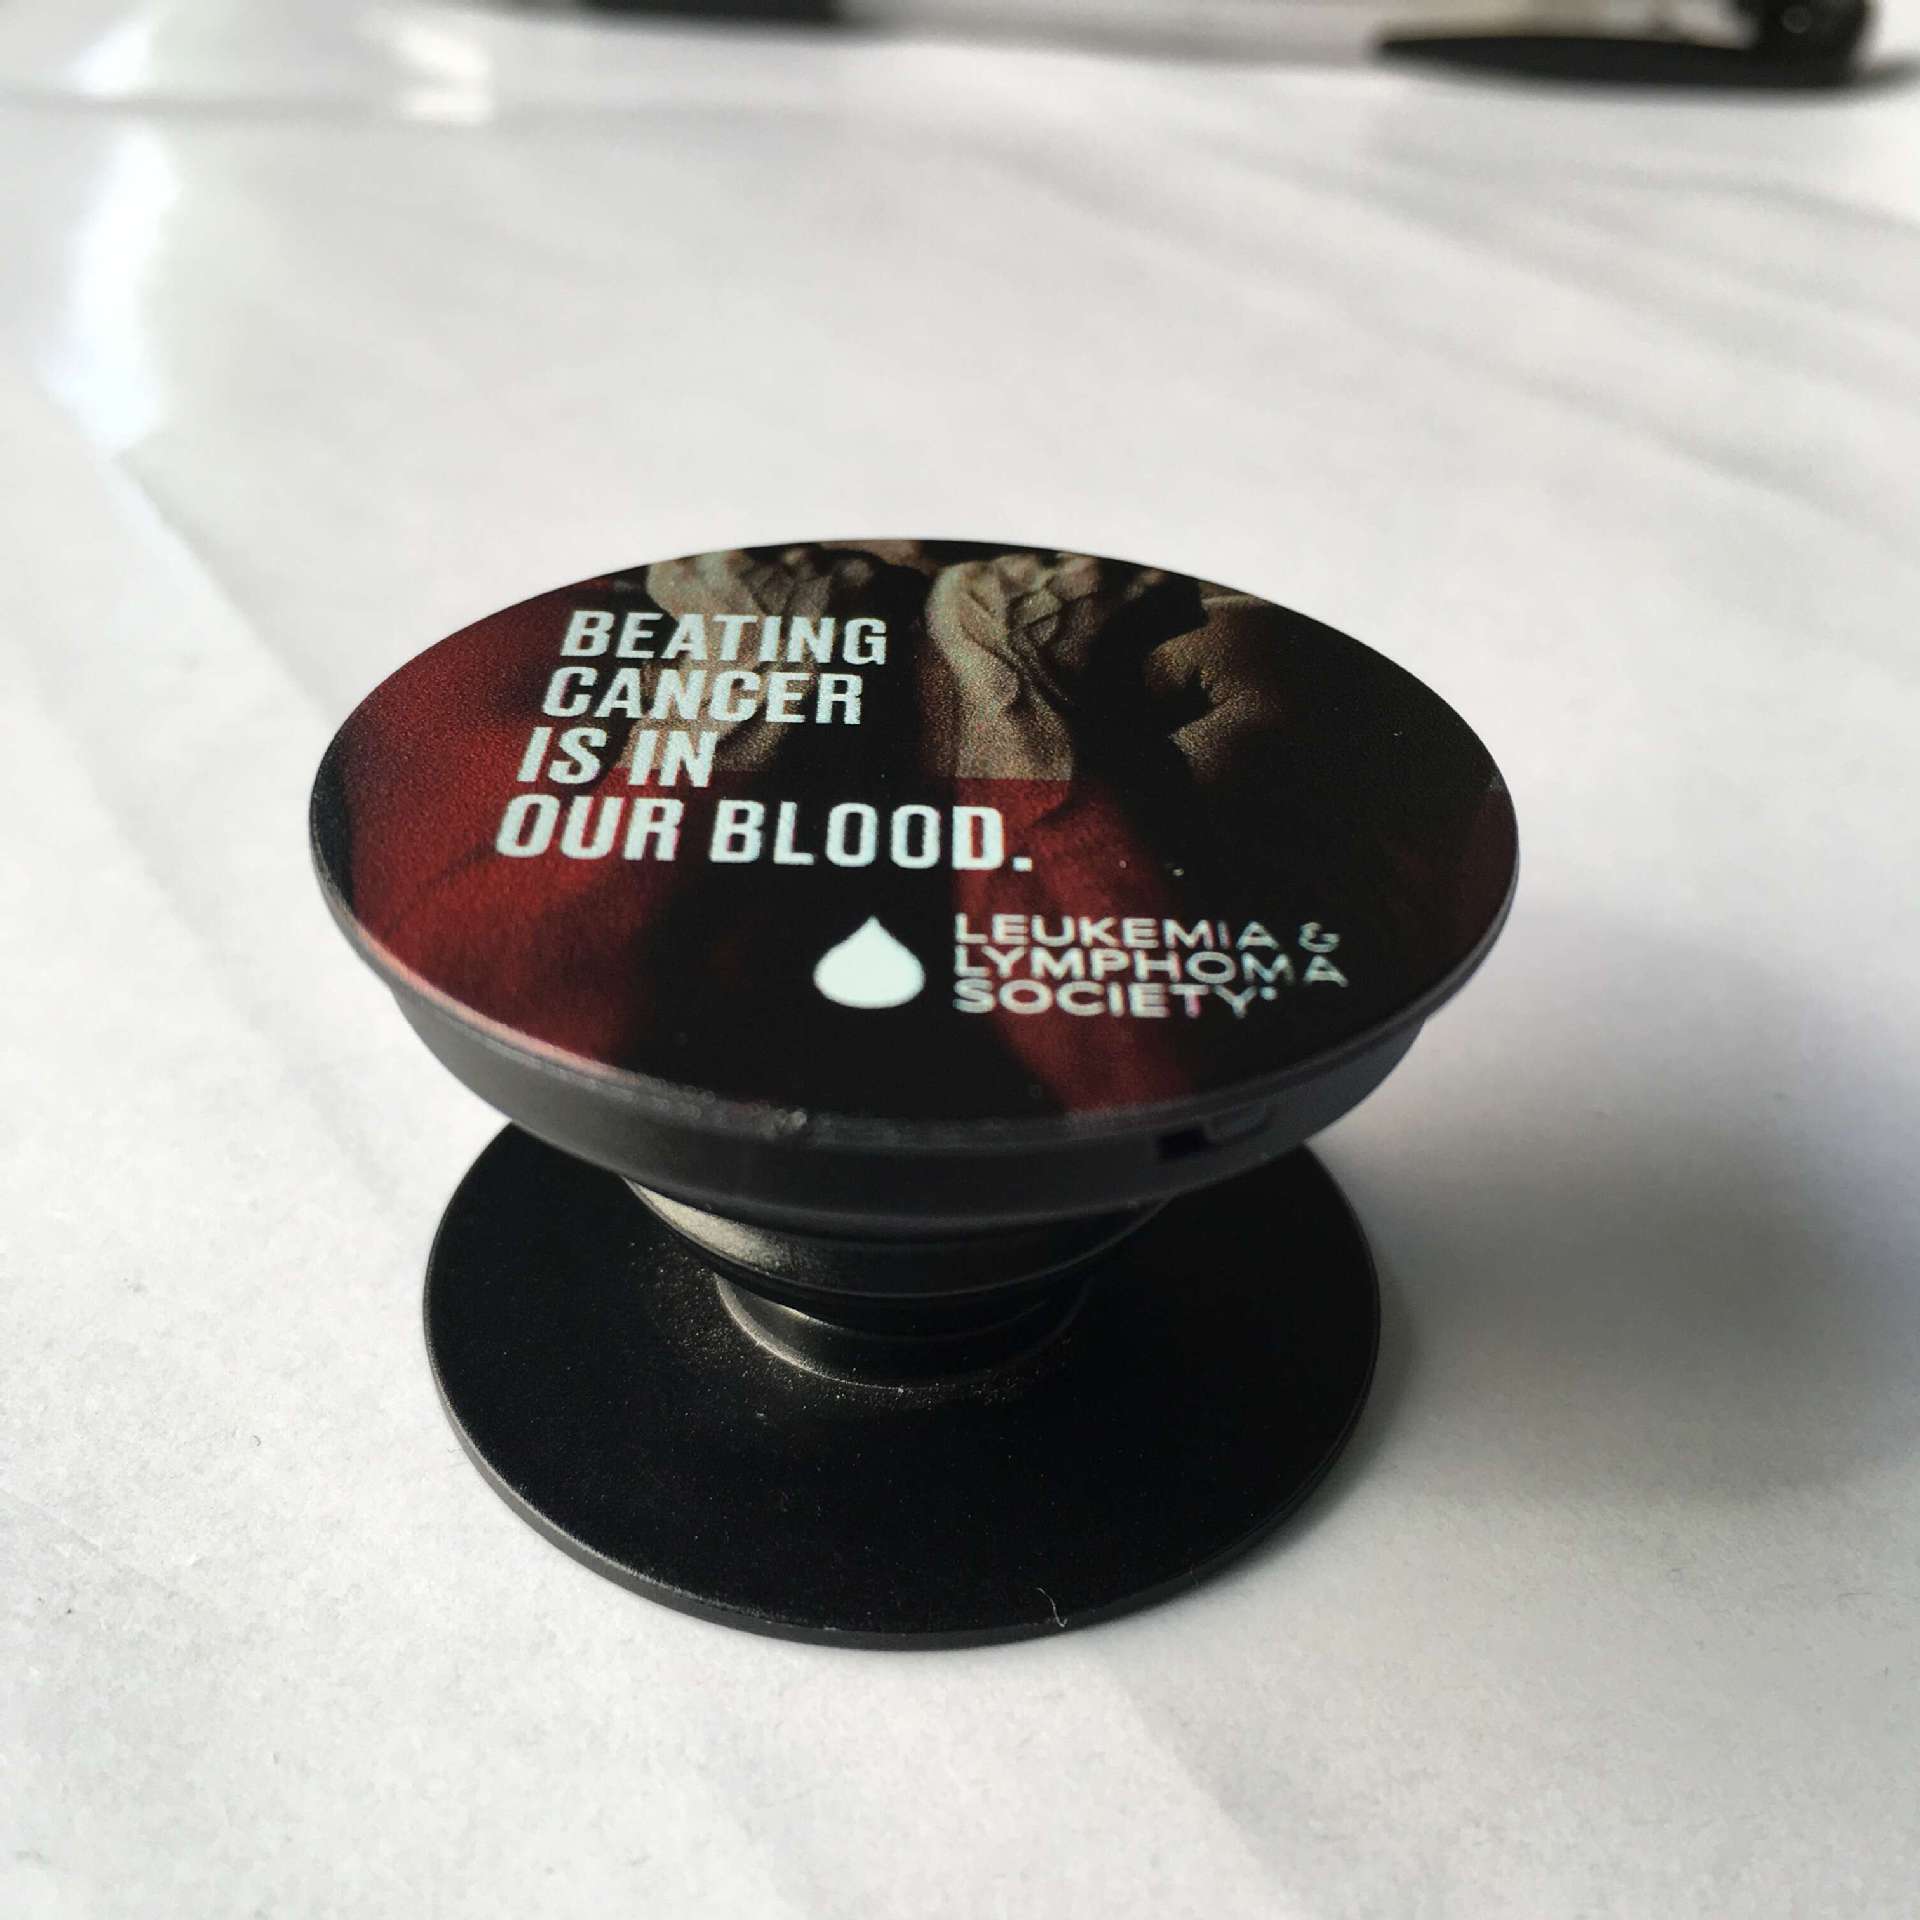 BEATING
CANCER
IS IN
OUR BLOOD.
LEUKEMIA &
LYMPHOMA
SOCIETY®